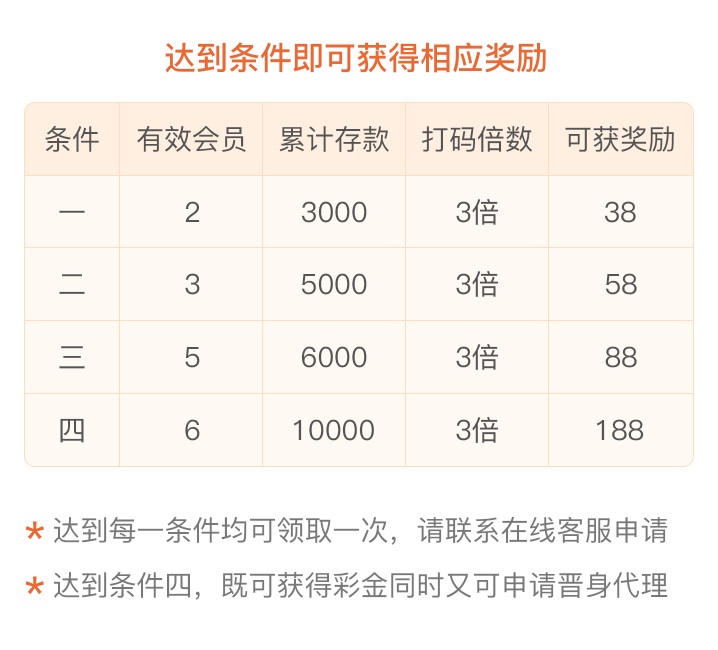 达到条件即可获得相应奖励
条件 有效会员 累计存款 打码倍数 可获奖励
一 2 3000 3倍 38
二 3 5000 3倍 58
三 5 6000 3倍 88
四 6 10000 3倍 188
* 达到每一条件均可领取一次，请联系在线客服申请
* 达到条件四，既可获得彩金同时又可申请晋身代理